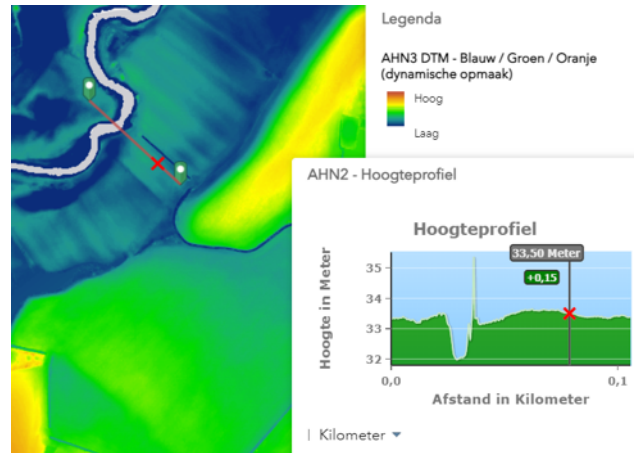 Legenda
AHN3 DTM - Blauw / Groen / Oranje
(dynamische opmaak)
Hoog
Laag
AHN2 - Hoogteprofiel
Hoogteprofiel
33,50 Meter
+0,15
Hoogte in Meter
35
34
33
32
0,0
0,1
Afstand in Kilometer
| Kilometer